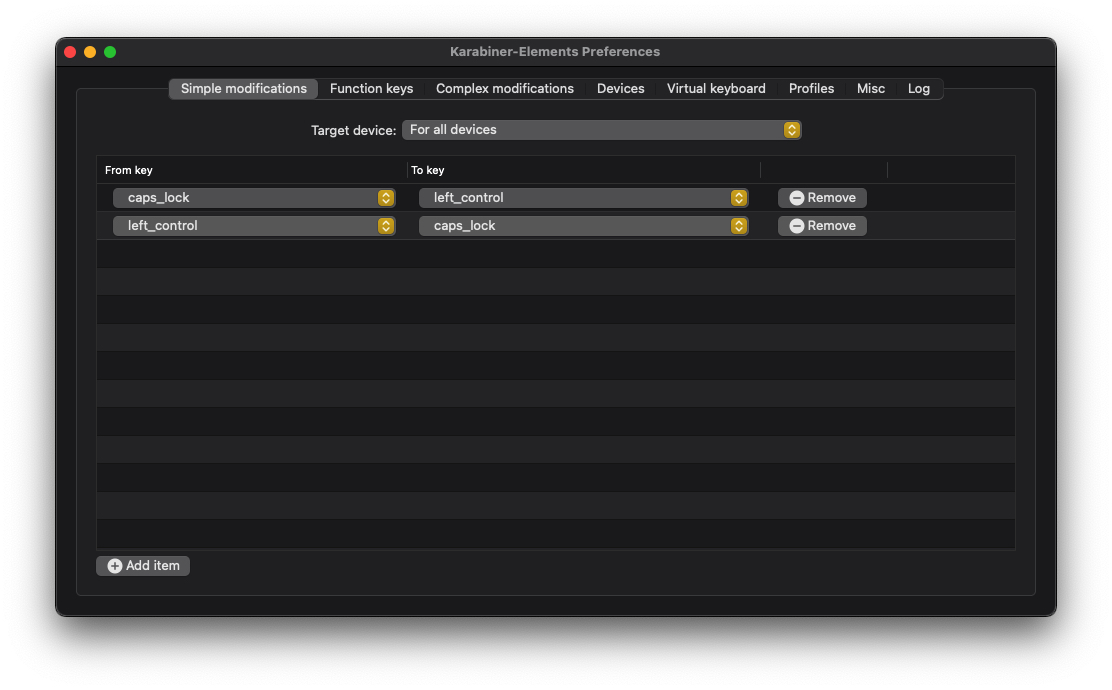 Karabiner-Elements Preferences
Simple modifications Function keys Complex modifications Devices Virtual keyboard Profiles Misc Log
Target device: For all devices
From key To key
caps_lock left_control Remove
left_control caps_lock Remove
Add item